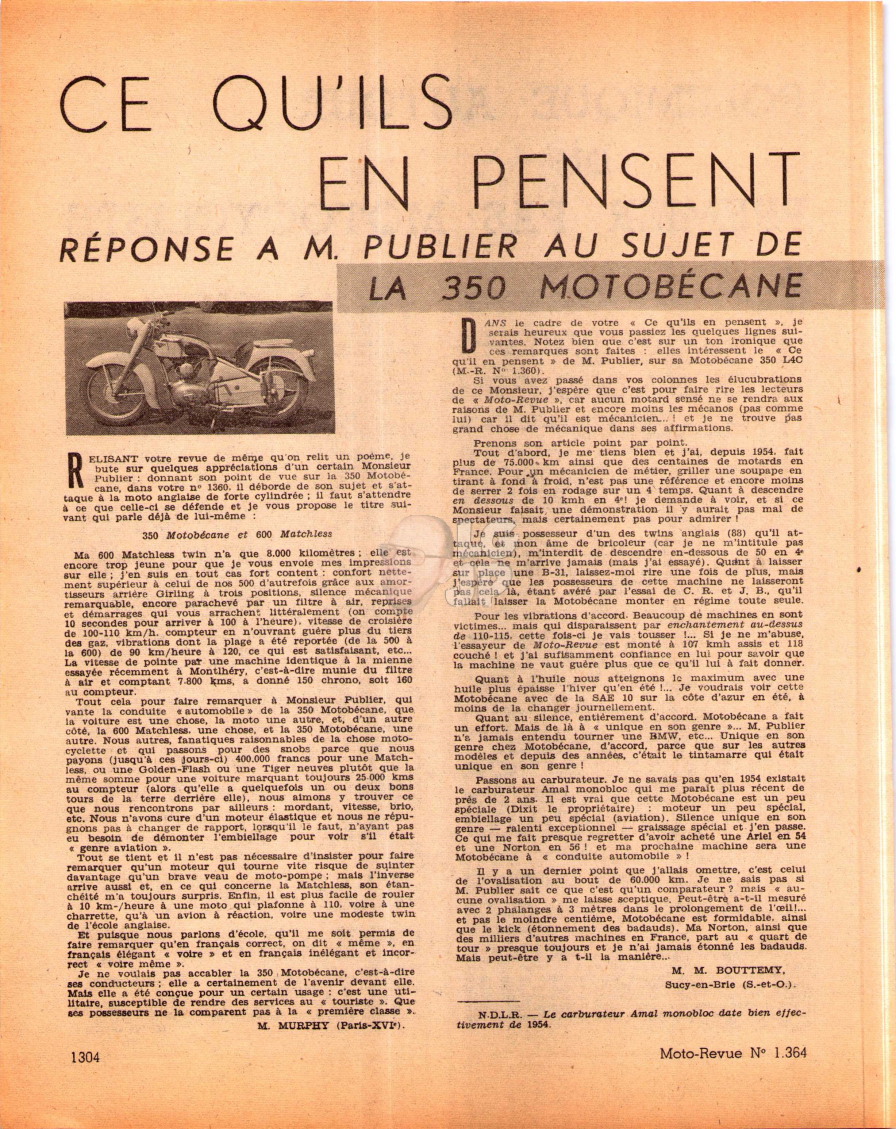 CE QU'ILS
EN PENSENT
RÉPONSE A M. PUBLIER AU SUJET DE
LA 350 MOTOBÉCANE
RELISANT votre revue de même qu'on relit un poème, je
bute sur quelques appréciations d'un certain Monsieur
Publier : donnant son point de vue sur la 350 Motobé-
cane, dans votre n° 1360. il déborde de son sujet et s'at-
taque à la moto anglaise de forte cylindrée ; il faut s'attendre
à ce que celle-ci se défende et je vous propose le titre sui-
vant qui parle déjà de lui-même :
350 Motobécane et 600 Matchless
Ma 600 Matchless twin n'a que 8.000 kilomètres ; elle est
encore trop jeune pour que je vous envoie mes impressions
sur elle ; j'en suis en tout cas fort content : confort nette-
ment supérieur à celui de nos 500 d'autrefois grâce aux amor-
tisseurs arrière Girling à trois positions, silence mécanique
remarquable, encore parachevé par un filtre à air, reprises
et démarrages qui vous arrachent littéralement (on compte
10 secondes pour arriver à 100 à l'heure), vitesse de croisière
de 100-110 km/h. compteur en n'ouvrant guère plus du tiers
des gaz, vibrations dont la plage a été reportée (de la 500 à
la 600) de 90 km/heure à 120, ce qui est satisfaisant, etc...
La vitesse de pointe par une machine identique à la mienne
essayée récemment à Montlhéry, c'est-à-dire munie du filtre
à air et comptant 7.800 kms, a donné 150 chrono, soit 160
au compteur.
Tout cela pour faire remarquer à Monsieur Publier, qui
vante la conduite « automobile » de la 350 Motobécane, que
la voiture est une chose, la moto une autre, et, d'un autre
côté, la 600 Matchless. une chose, et la 350 Motobécane, une
autre. Nous autres, fanatiques raisonnables de la chose moto-
cyclette et qui passons pour des snobs parce que nous
payons (jusqu'à ces jours-ci) 400.000 francs pour une Match-
less, ou une Golden-Flash ou une Tiger neuves plutôt que la
même somme pour une voiture marquant toujours 25.000 kms
au compteur (alors qu'elle a quelquefois un ou deux bons
tours de la terre derrière elle), nous aimons y trouver ce
que nous rencontrons par ailleurs : mordant, vitesse, brio,
etc. Nous n'avons cure d'un moteur élastique et nous ne répu-
gnons pas à changer de rapport, lorsqu'il le faut, n'ayant pas
eu besoin de démonter l'embiellage pour voir s'il était
« genre aviation ».
Tout se tient et il n'est pas nécessaire d'insister pour faire
remarquer qu'un moteur qui tourne vite risque de suinter
davantage qu'un brave veau de moto-pompe ; mais l'inverse
arrive aussi et, en ce qui concerne la Matchless, son étan-
chéité m'a toujours surpris. Enfin, il est plus facile de rouler
à 10 km-/heure à une moto qui plafonne à 110. voire à une
charrette, qu'à un avion à réaction, voire une modeste twin
de l'école anglaise.
Et puisque nous parlons d'école, qu'il me soit permis de
faire remarquer qu'en français correct, on dit « même », en
français élégant « voire » et en français inélégant et incor-
rect « voire même ».
Je ne voulais pas accabler la 350 Motobécane, c'est-à-dire
ses conducteurs ; elle a certainement de l'avenir devant elle.
Mais elle a été conçue pour un certain usage : c'est une uti-
litaire, susceptible de rendre des services au « touriste ». Que
ses possesseurs ne la comparent pas à la « première classe ».
M. MURPHY (Paris-XVIe).
DANS le cadre de votre « Ce qu'ils en pensent », je
serais heureux que vous passiez les quelques lignes sui-
vantes. Notez bien que c'est sur un ton ironique que
ces remarques sont faites : elles intéressent le « Ce
qu'il en pensent » de M. Publier, sur sa Motobécane 350 L4C
(M.-R. N° 1.360).
Si vous avez passé dans vos colonnes les élucubrations
de ce Monsieur, j'espère que c'est pour faire rire les lecteurs
de « Moto-Revue », car aucun motard sensé ne se rendra aux
raisons de M. Publier et encore moins les mécanos (pas comme
lui) car il dit qu'il est mécanicien... ! et je ne trouve pas
grand chose de mécanique dans ses affirmations.
Prenons son article point par point.
Tout d'abord, je me tiens bien et j'ai, depuis 1954. fait
plus de 75.000 km ainsi que des centaines de motards en
France. Pour un mécanicien de métier, griller une soupape en
tirant à fond à froid, n'est pas une référence et encore moins
de serrer 2 fois en rodage sur un 4 temps. Quant à descendre
en dessous de 10 kmh en 4e ! je demande à voir, et si ce
Monsieur faisait, une démonstration il y aurait pas mal de
spectateurs, mais certainement pas pour admirer !
Je suis possesseur d'un des twins anglais (88) qu'il at-
taque, et mon âme de bricoleur (car je ne m'intitule pas
mécanicien), m'interdit de descendre en-dessous de 50 en 4e
et cela ne m'arrive jamais (mais j'ai essayé). Quant à laisser
sur place une B-31, laissez-moi rire une fois de plus, mais
j'espère que les possesseurs de cette machine ne laisseront
pas cela là, étant avéré par l'essai de C. R. et J. B., qu'il
fallait laisser la Motobécane monter en régime toute seule.
Pour les vibrations d'accord. Beaucoup de machines en sont
victimes... mais qui disparaissent par enchantement au-dessus
de 110-115. cette fois-ci je vais tousser !... Si je ne m'abuse,
l'essayeur de Moto-Revue est monté à 107 km assis et 118
couché ! et j'ai sufisamment confiance en lui pour savoir que
la machine ne vaut guère plus que ce qu'il lui a fait donner.
Quant à l'huile nous atteignons le maximum avec une
huile plus épaisse l'hiver qu'en été !... Je voudrais voir cette
Motobécane avec de la SAE 10 sur la côte d'azur en été, à
moins de la changer journellement.
Quant au silence, entièrement d'accord. Motobécane a fait
un effort. Mais de là à « unique en son genre »... M. Publier
n'a jamais entendu tourner une BMW, etc... Unique en son
genre chez Motobécane, d'accord, parce que sur les autres
modèles et depuis des années, c'était le tintamarre qui était
unique en son genre !
Passons au carburateur. Je ne savais pas qu'en 1954 existait
le carburateur Amal monobloc qui me paraît plus récent de
près de 2 ans. Il est vrai que cette Motobécane est un peu
spéciale (Dixit le propriétaire) : moteur un peu spécial,
embiellage un peu spécial (aviation). Silence unique en son
genre — ralenti exceptionnel — graissage spécial et j'en passe.
Ce qui me fait presque regretter d'avoir acheté une Ariel en 54
et une Norton en 56 ! et ma prochaine machine sera une
Motobécane à « conduite automobile » !
Il y a un dernier point que j'allais omettre, c'est celui
de l'ovalisation au bout de 60.000 km. Je ne sais pas si
M. Publier sait ce que c'est qu'un comparateur ? mais « au-
cune ovalisation » me laisse sceptique. Peut-être a-t-il mesuré
avec 2 phalanges à 3 mètres dans le prolongement de l'œil!...
et pas le moindre centième, Motobécane est formidable. ainsi
que le kick (étonnement des badauds). Ma Norton, ainsi que
des milliers d'autres machines en France, part au « quart de
tour » presque toujours et je n'ai jamais étonné les badauds.
Mais peut-être y a t-il la manière...
M. M. BOUTTEMY,
Sucy-en-Brie (S.-et-O.).
N.D.L.R. — Le carburateur Amal monobloc date bien effec-
tivement de 1954.
1304
Moto-Revue N° 1.364